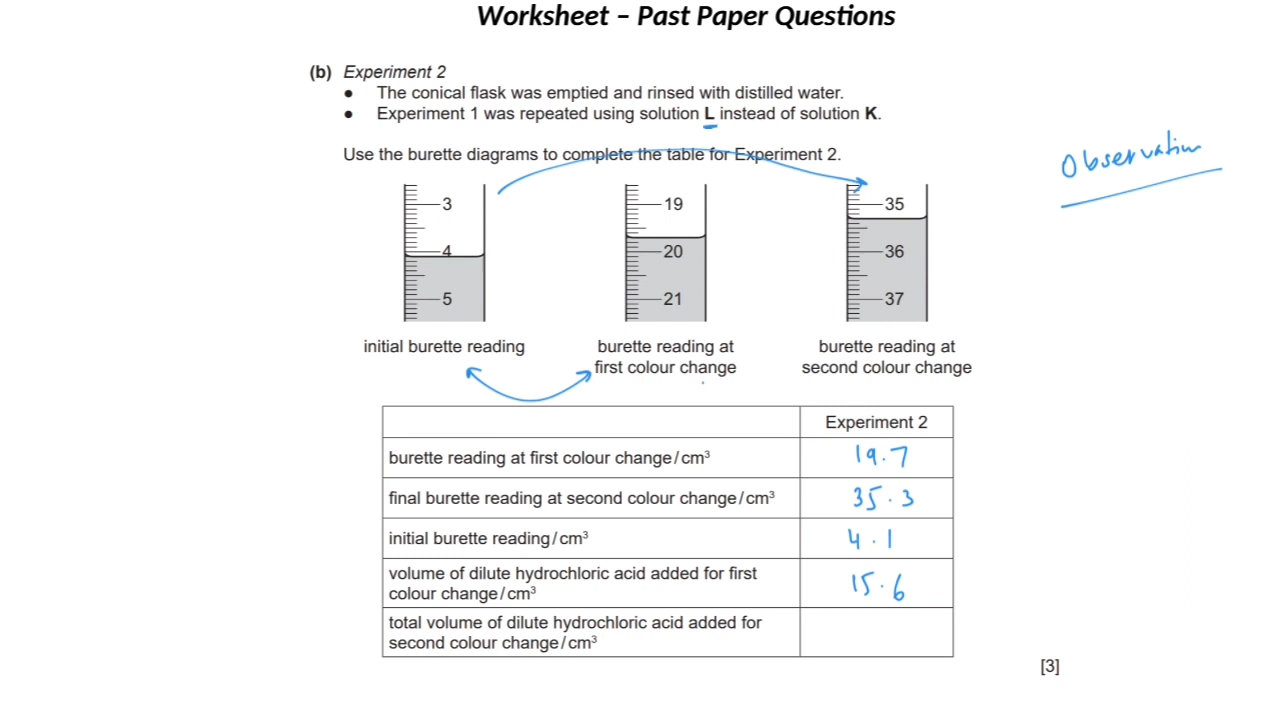 Worksheet – Past Paper Questions
(b) Experiment 2
• The conical flask was emptied and rinsed with distilled water.
• Experiment 1 was repeated using solution L instead of solution K.
Observation
Use the burette diagrams to complete the table for Experiment 2.
3 19 35
4 20 36
5 21 37
initial burette reading
burette reading at
first colour change
burette reading at
second colour change
Experiment 2
burette reading at first colour change/cm³ 19.7
final burette reading at second colour change/cm³ 35.3
initial burette reading/cm³ 4.1
volume of dilute hydrochloric acid added for first
colour change/cm³ 15.6
total volume of dilute hydrochloric acid added for
second colour change/cm³
[3]